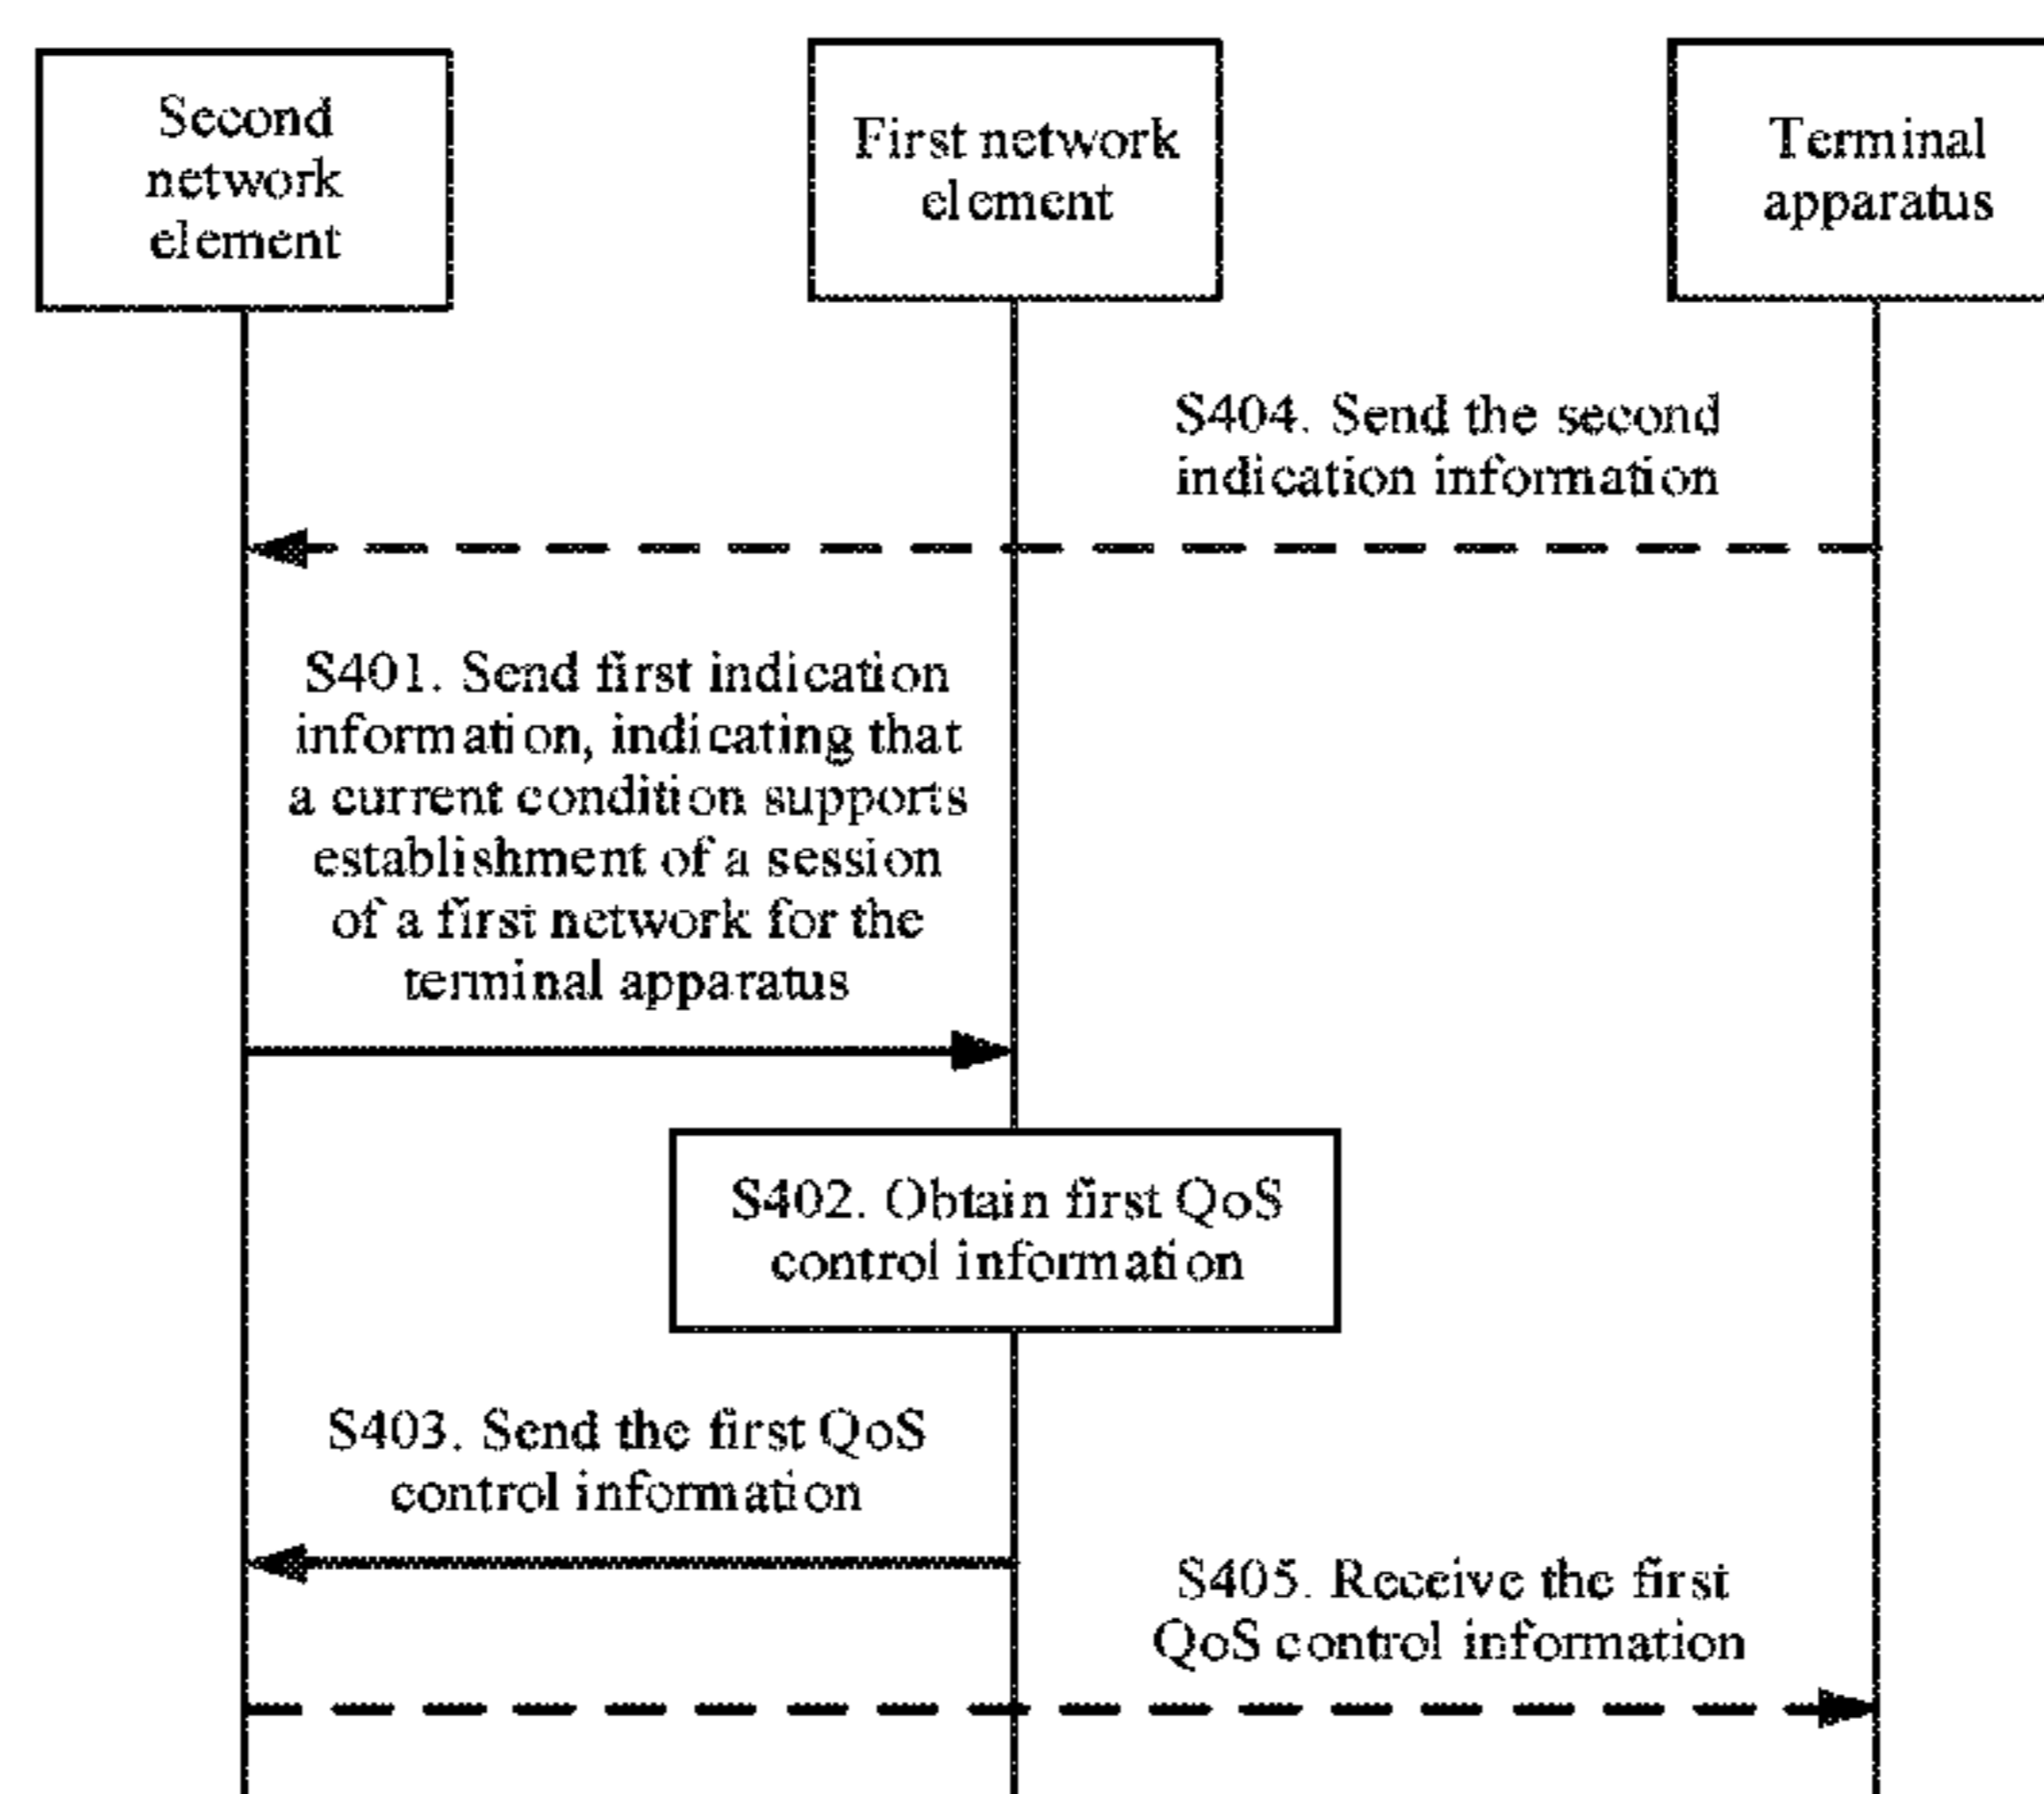 Second
network
element
First network
element
Terminal
apparatus
S404. Send the second
indication information
S401. Send first indication
information, indicating that
a current condition supports
establishment of a session
of a first network for the
terminal apparatus
S402. Obtain first QoS
control information
S403. Send the first QoS
control information
S405. Receive the first
QoS control information